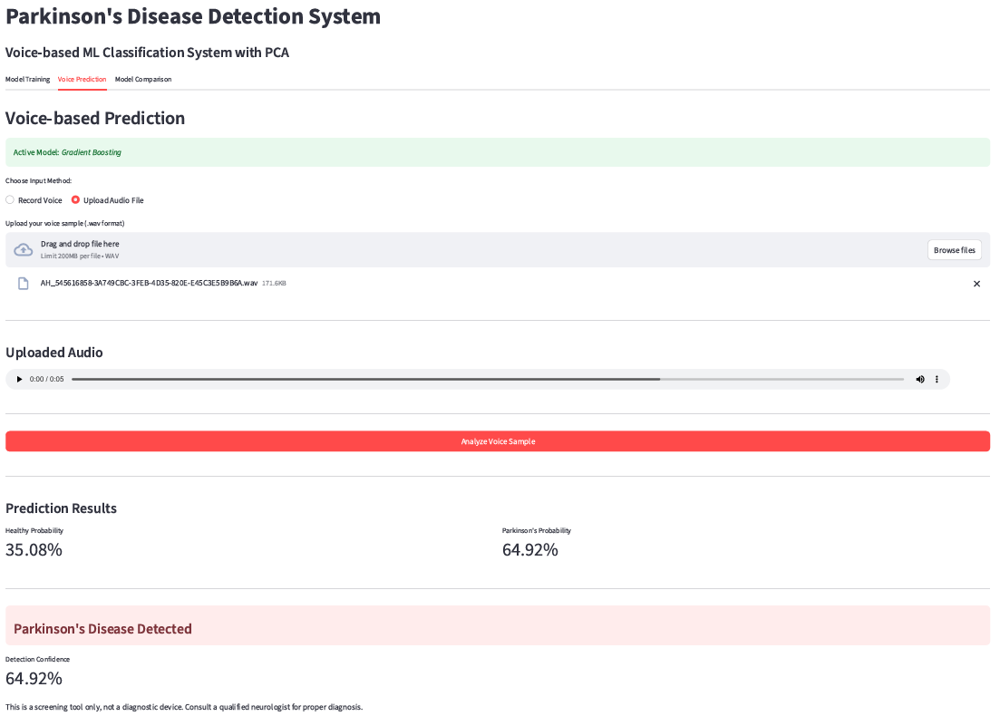 Parkinson's Disease Detection System
Voice-based ML Classification System with PCA
Model Training Voice Prediction Model Comparison
Voice-based Prediction
Active Model: Gradient Boosting
Choose Input Method:
Record Voice Upload Audio File
Upload your voice sample (.wav format)
Drag and drop file here
Limit 200MB per file • WAV
Browse files
AH_545616858-3A749CBC-3FEB-4D35-820E-E45C3E5B9B6A.wav 171.6KB
Uploaded Audio
0:00 / 0:05
Analyze Voice Sample
Prediction Results
Healthy Probability
35.08%
Parkinson's Probability
64.92%
Parkinson's Disease Detected
Detection Confidence
64.92%
This is a screening tool only, not a diagnostic device. Consult a qualified neurologist for proper diagnosis.